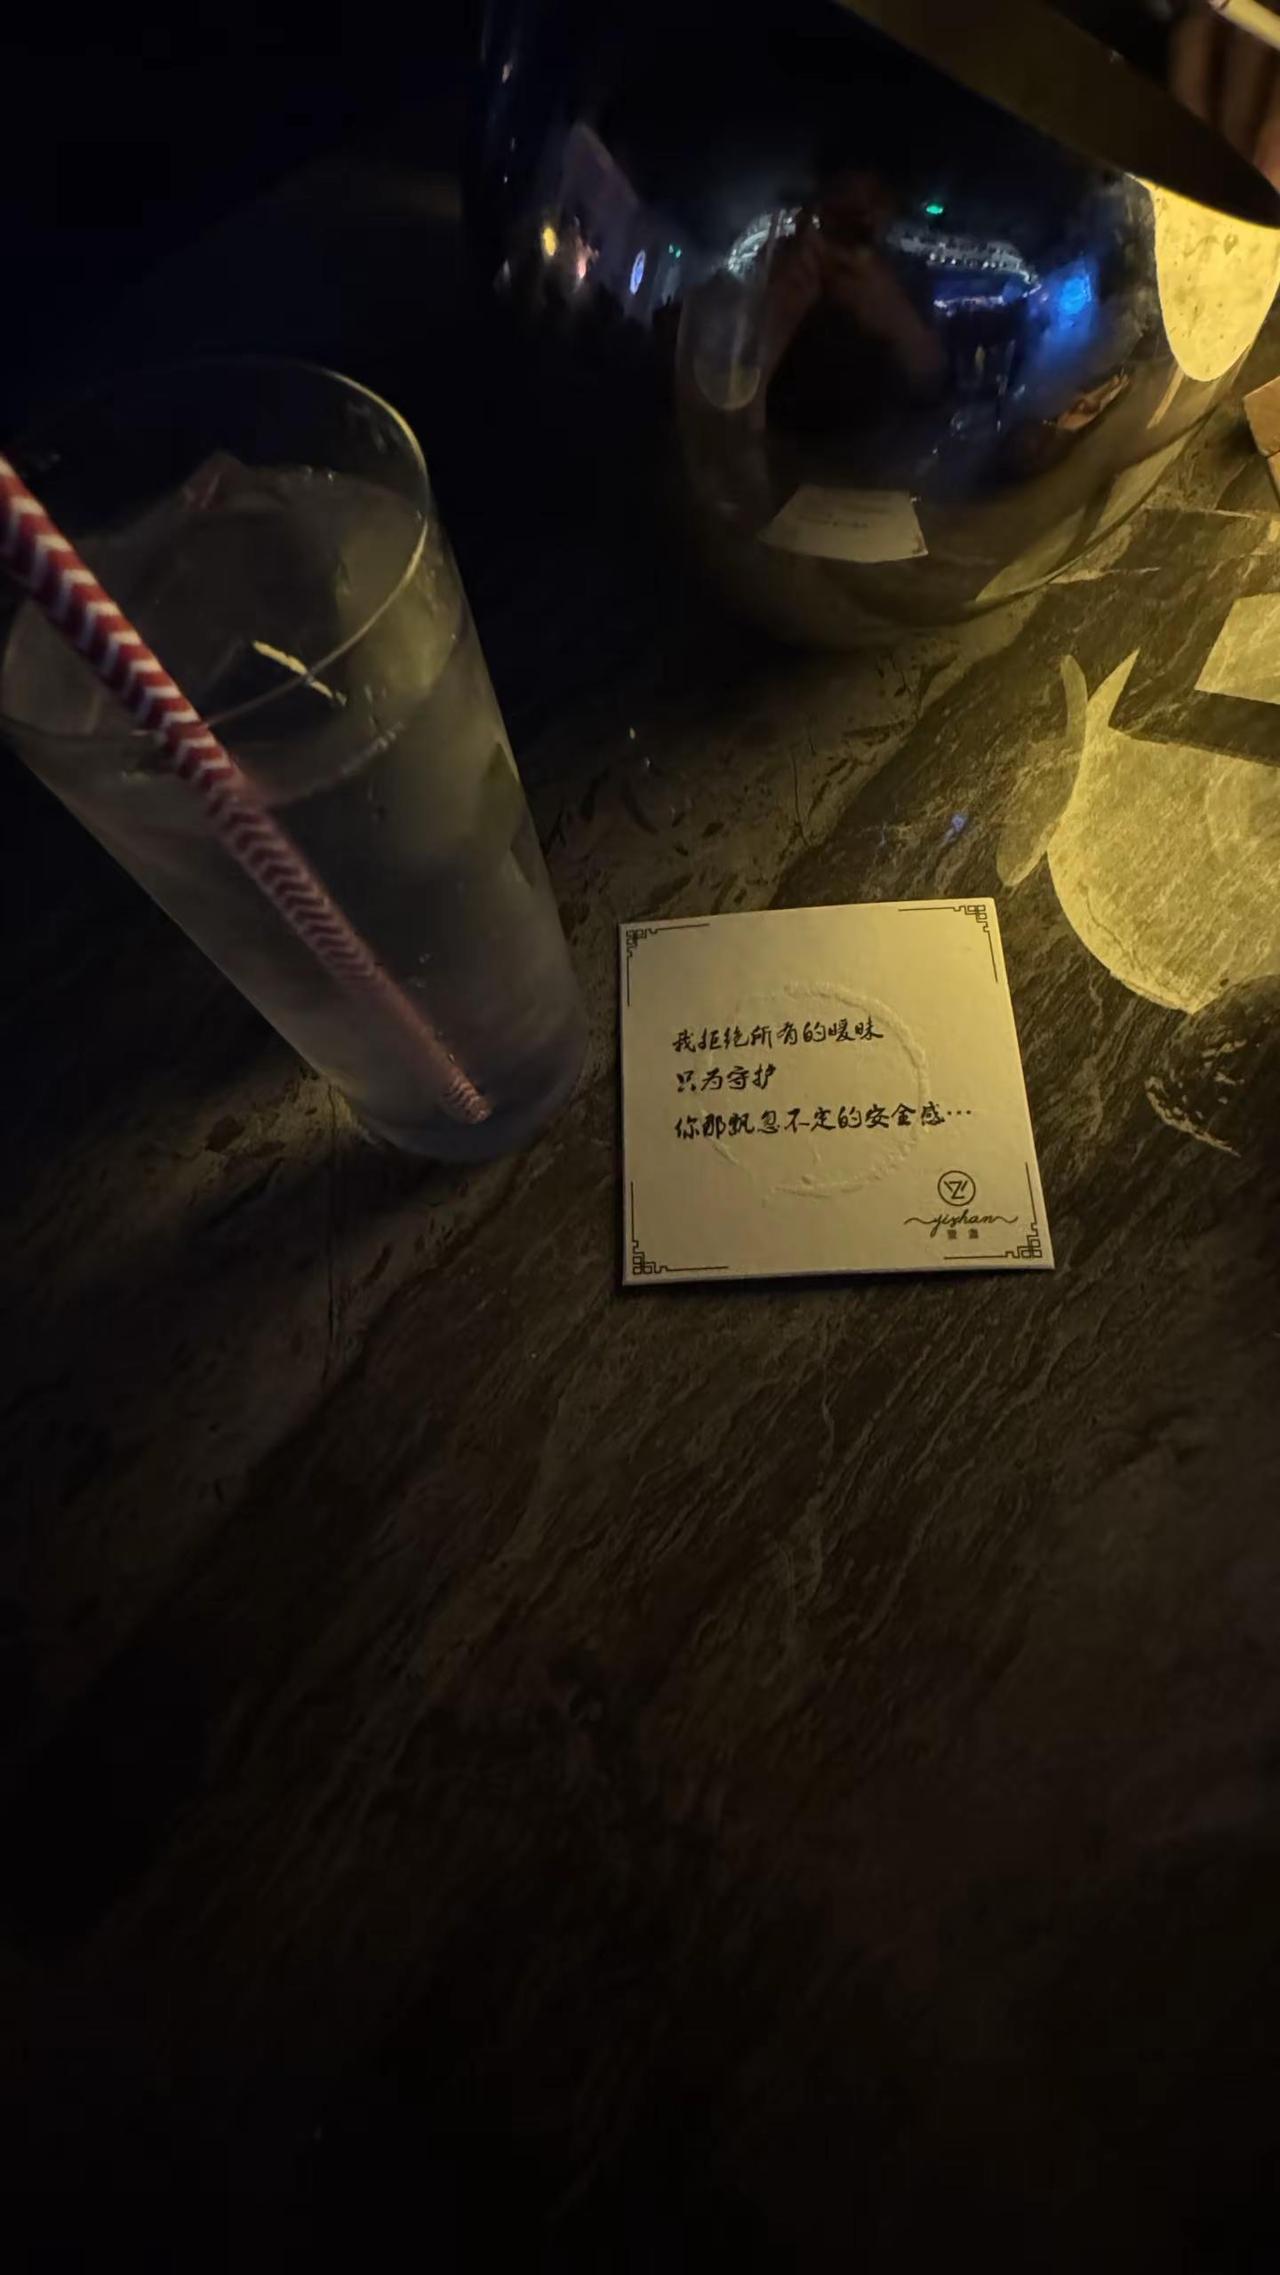 我拒绝所有的暧昧
只为守护
你那飘忽不定的安全感…
yizhan